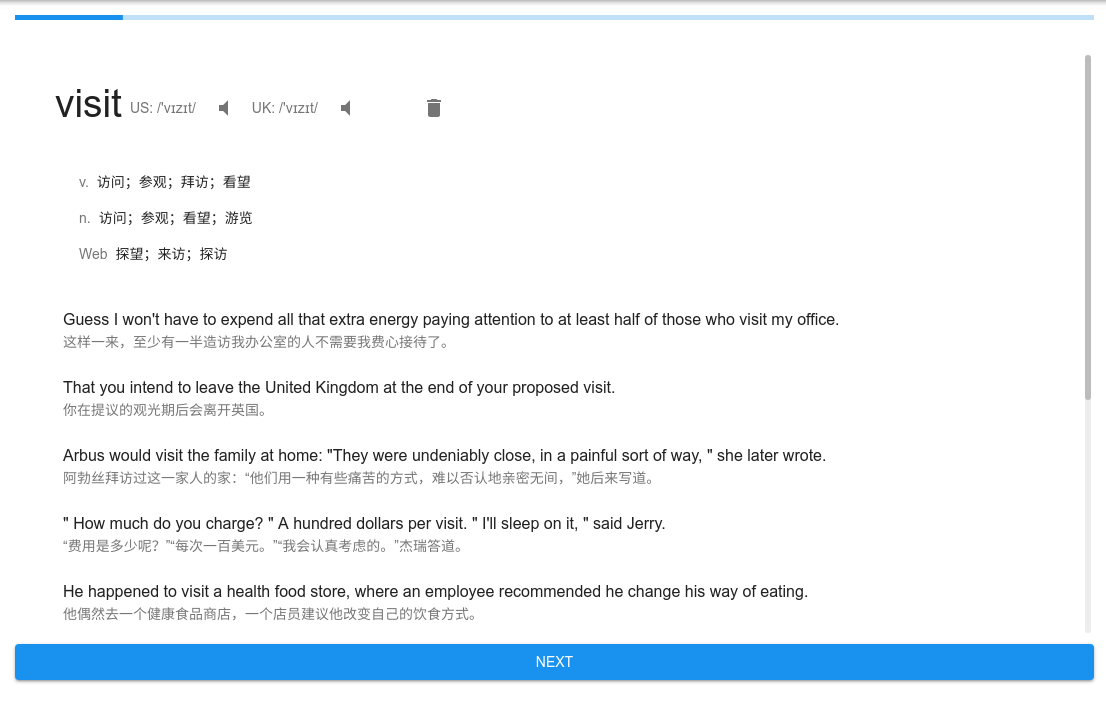 visit US: /'vɪzɪt/ UK: /'vɪzɪt/
v. 访问；参观；拜访；看望
n. 访问；参观；看望；游览
Web 探望；来访；探访
Guess I won't have to expend all that extra energy paying attention to at least half of those who visit my office.
这样一来，至少有一半造访我办公室的人不需要我费心接待了。
That you intend to leave the United Kingdom at the end of your proposed visit.
你在提议的观光期后会离开英国。
Arbus would visit the family at home: "They were undeniably close, in a painful sort of way, " she later wrote.
阿勃丝拜访过这一家人的家：“他们用一种有些痛苦的方式，难以否认地亲密无间，”她后来写道。
" How much do you charge? " A hundred dollars per visit. " I'll sleep on it, " said Jerry.
“费用是多少呢？”“每次一百美元。”“我会认真考虑的。”杰瑞答道。
He happened to visit a health food store, where an employee recommended he change his way of eating.
他偶然去一个健康食品商店，一个店员建议他改变自己的饮食方式。
NEXT